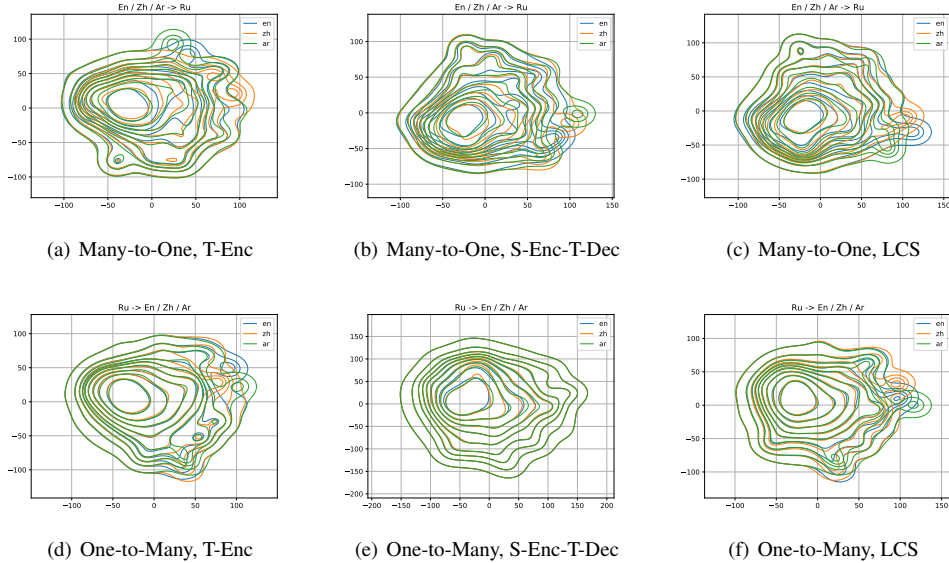 En / Zh / Ar -> Ru
en
zh
ar
100
50
0
−50
−100
−100 −50 0 50 100
(a) Many-to-One, T-Enc
En / Zh / Ar -> Ru
en
zh
ar
100
50
0
−50
−100
−100 −50 0 50 100 150
(b) Many-to-One, S-Enc-T-Dec
En / Zh / Ar -> Ru
en
zh
ar
100
50
0
−50
−100
−100 −50 0 50 100 150
(c) Many-to-One, LCS
Ru -> En / Zh / Ar
en
zh
ar
100
50
0
−50
−100
−100 −50 0 50 100 150
(d) One-to-Many, T-Enc
Ru -> En / Zh / Ar
en
zh
ar
150
100
50
0
−50
−100
−150
−200
−200 −150 −100 −50 0 50 100 150 200
(e) One-to-Many, S-Enc-T-Dec
Ru -> En / Zh / Ar
en
zh
ar
100
50
0
−50
−100
−100 −50 0 50 100 150
(f) One-to-Many, LCS